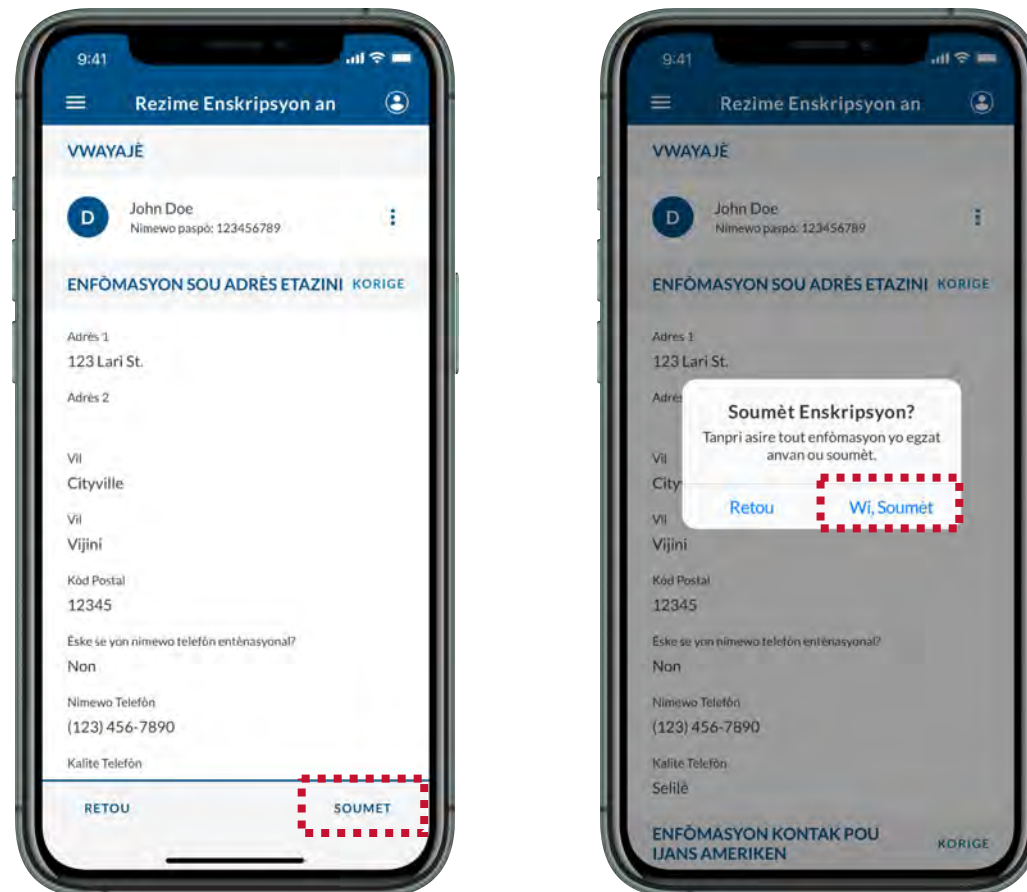 9:41
Rezime Enskripsyon an
VWAYAJÈ
D
John Doe
Nimewo paspò: 123456789
ENFÒMASYON SOU ADRÈS ETAZINI KORIGE
Adrès 1
123 Lari St.
Adrès 2
Vil
Cityville
Vil
Vijini
Kòd Postal
12345
Èske se yon nimewo telefòn entènasyonal?
Non
Nimewo Telefòn
(123) 456-7890
Kalite Telefòn
RETOU SOUMET
9:41
Rezime Enskripsyon an
VWAYAJÈ
D
John Doe
Nimewo paspò: 123456789
ENFÒMASYON SOU ADRÈS ETAZINI KORIGE
Adrès 1
123 Lari St.
Adrès
Soumèt Enskripsyon?
Tanpri asire tout enfòmasyon yo egzat
anvan ou soumèt.
Vil
City
Retou Wi, Soumèt
Vil
Vijini
Kòd Postal
12345
Èske se yon nimewo telefòn entènasyonal?
Non
Nimewo Telefòn
(123) 456-7890
Kalite Telefòn
Selilè
ENFÒMASYON KONTAK POU
IJANS AMERIKEN KORIGE